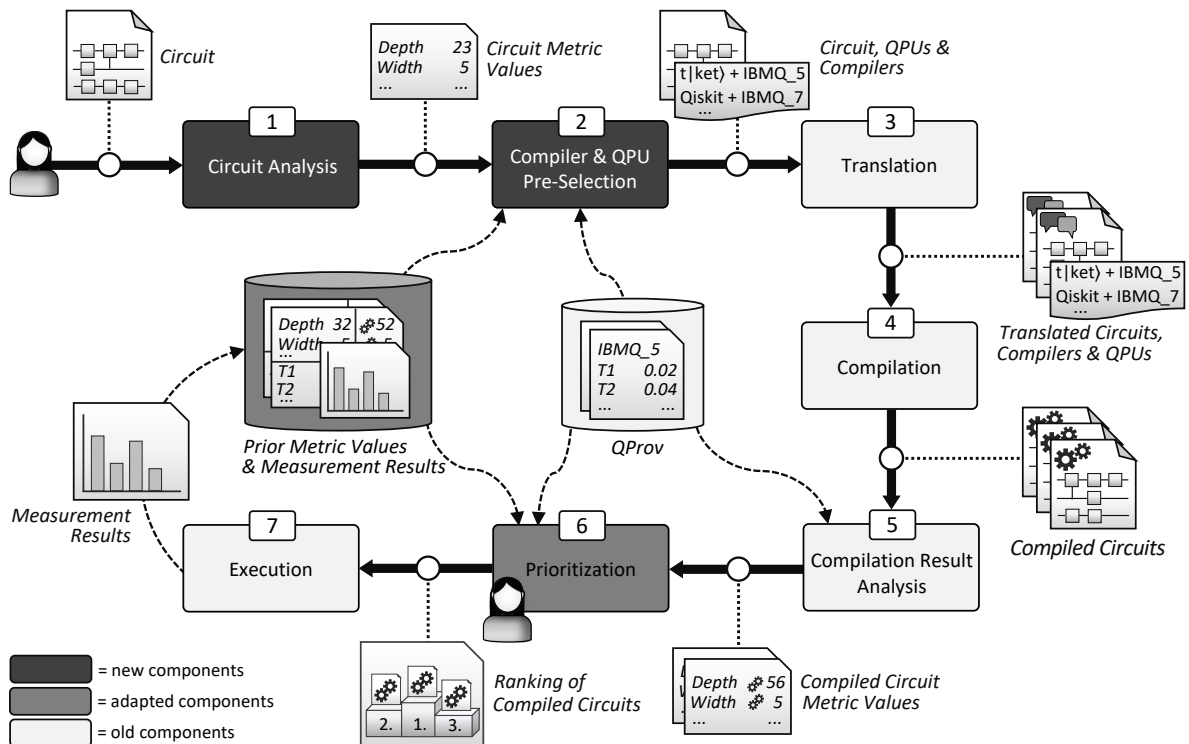 Circuit
Depth 23
Width 5
... ...
Circuit Metric
Values
t|ket⟩ + IBMQ_5
Qiskit + IBMQ_7
...
Circuit, QPUs &
Compilers
1
Circuit Analysis
2
Compiler & QPU
Pre-Selection
3
Translation
t|ket⟩ + IBMQ_5
Qiskit + IBMQ_7
...
Translated Circuits,
Compilers & QPUs
Depth 32 52
Width
...
T1
T2
...
Prior Metric Values
& Measurement Results
IBMQ_5
T1 0.02
T2 0.04
... ...
QProv
4
Compilation
Compiled Circuits
Measurement
Results
7
Execution
6
Prioritization
5
Compilation Result
Analysis
2. 1. 3.
Ranking of
Compiled Circuits
Depth 56
Width 5
... ...
Compiled Circuit
Metric Values
= new components
= adapted components
= old components